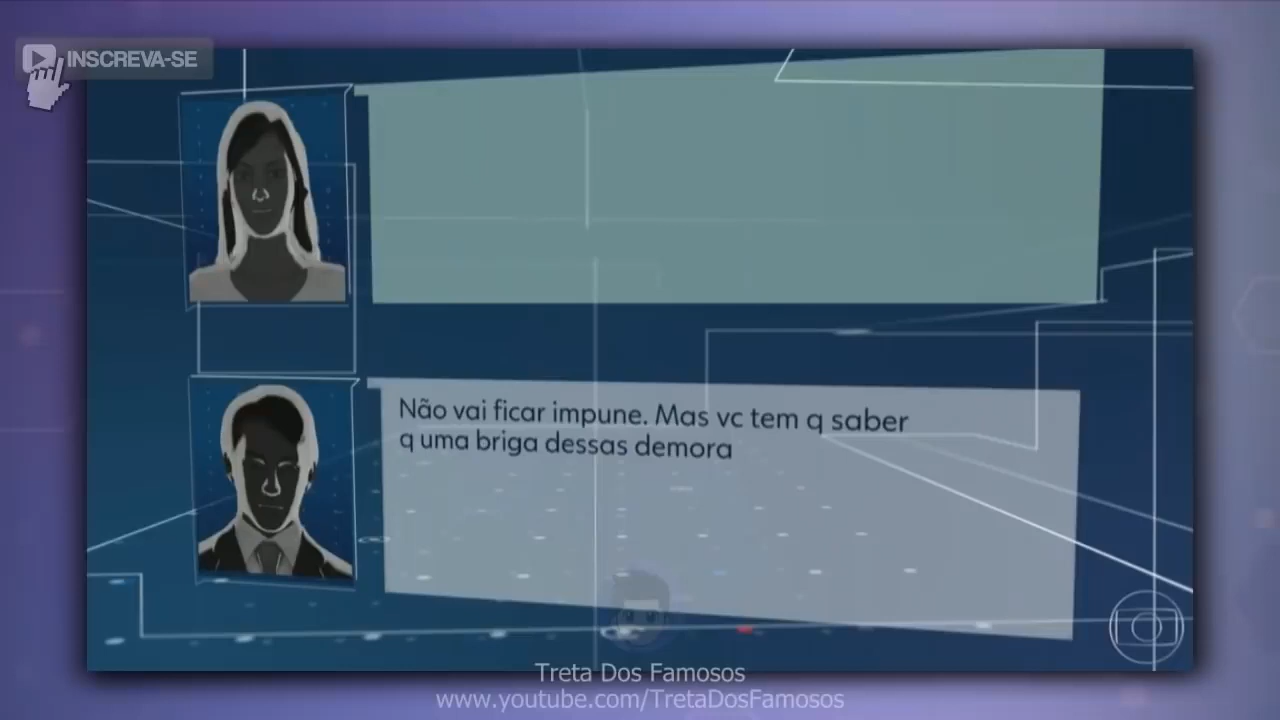 INSCREVA-SE
Não vai ficar impune. Mas vc tem q saber
q uma briga dessas demora
Treta Dos Famosos
www.youtube.com/TretaDosFamosos